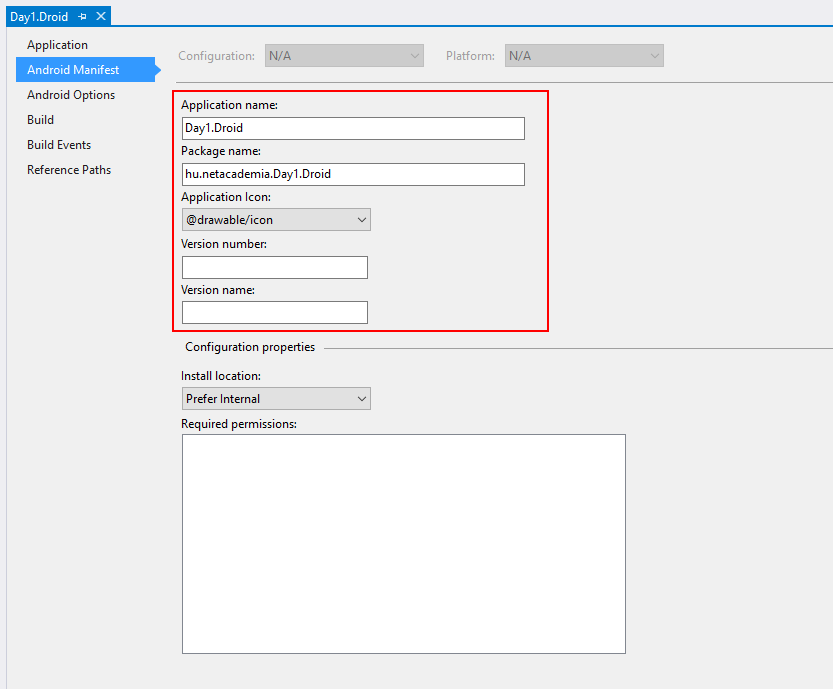 Day1.Droid
Application
Android Manifest
Android Options
Build
Build Events
Reference Paths
Configuration: N/A Platform: N/A
Application name:
Day1.Droid
Package name:
hu.netacademia.Day1.Droid
Application Icon:
@drawable/icon
Version number:
Version name:
Configuration properties
Install location:
Prefer Internal
Required permissions: